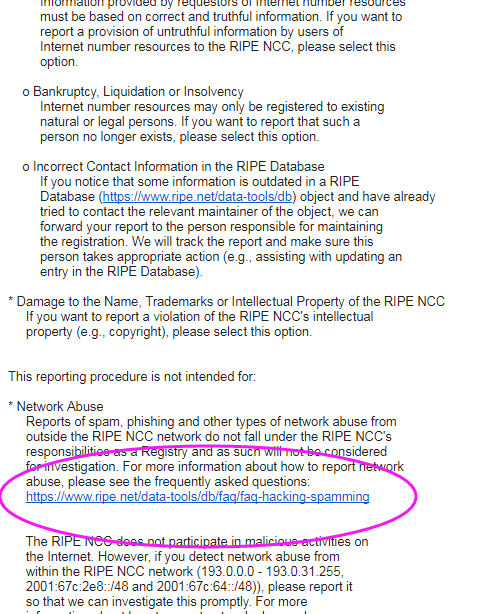 information provided by requestors of Internet number resources
must be based on correct and truthful information. If you want to
report a provision of untruthful information by users of
Internet number resources to the RIPE NCC, please select this
option.
o Bankruptcy, Liquidation or Insolvency
Internet number resources may only be registered to existing
natural or legal persons. If you want to report that such a
person no longer exists, please select this option.
o Incorrect Contact Information in the RIPE Database
If you notice that some information is outdated in a RIPE
Database (https://www.ripe.net/data-tools/db) object and have already
tried to contact the relevant maintainer of the object, we can
forward your report to the person responsible for maintaining
the registration. We will track the report and make sure this
person takes appropriate action (e.g., assisting with updating an
entry in the RIPE Database).
* Damage to the Name, Trademarks or Intellectual Property of the RIPE NCC
If you want to report a violation of the RIPE NCC's intellectual
property (e.g., copyright), please select this option.
This reporting procedure is not intended for:
* Network Abuse
Reports of spam, phishing and other types of network abuse from
outside the RIPE NCC network do not fall under the RIPE NCC's
responsibilities as a Registry and as such will not be considered
for investigation. For more information about how to report network
abuse, please see the frequently asked questions:
https://www.ripe.net/data-tools/db/faq/faq-hacking-spamming
The RIPE NCC does not participate in malicious activities on
the Internet. However, if you detect network abuse from
within the RIPE NCC network (193.0.0.0 - 193.0.31.255,
2001:67c:2e8::/48 and 2001:67c:64::/48)), please report it
so that we can investigate this promptly. For more